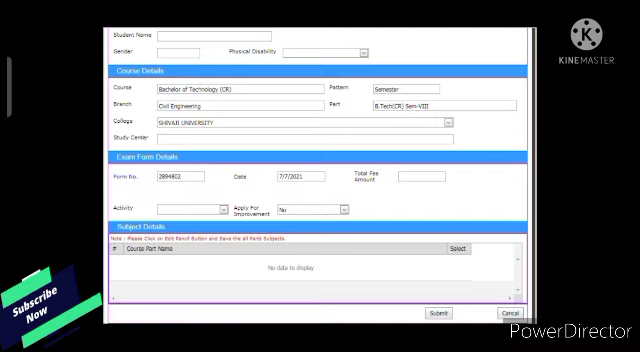 Student Name
Gender Physical Disability
Course Details
Course Bachelor of Technology (CR) Pattern Semester
Branch Civil Engineering Part B.Tech(CR) Sem-VIII
College SHIVAJI UNIVERSITY
Study Center
Exam Form Details
Form No. 2894802 Date 7/7/2021 Total Fee Amount
Activity Apply For Improvement No
Subject Details
Note : Please Click on Edit Pencil Button and Save the all Parts Subjects.
# Course Part Name Select
No data to display
Submit Cancel
K
KINEMASTER
Subscribe
Now
PowerDirector